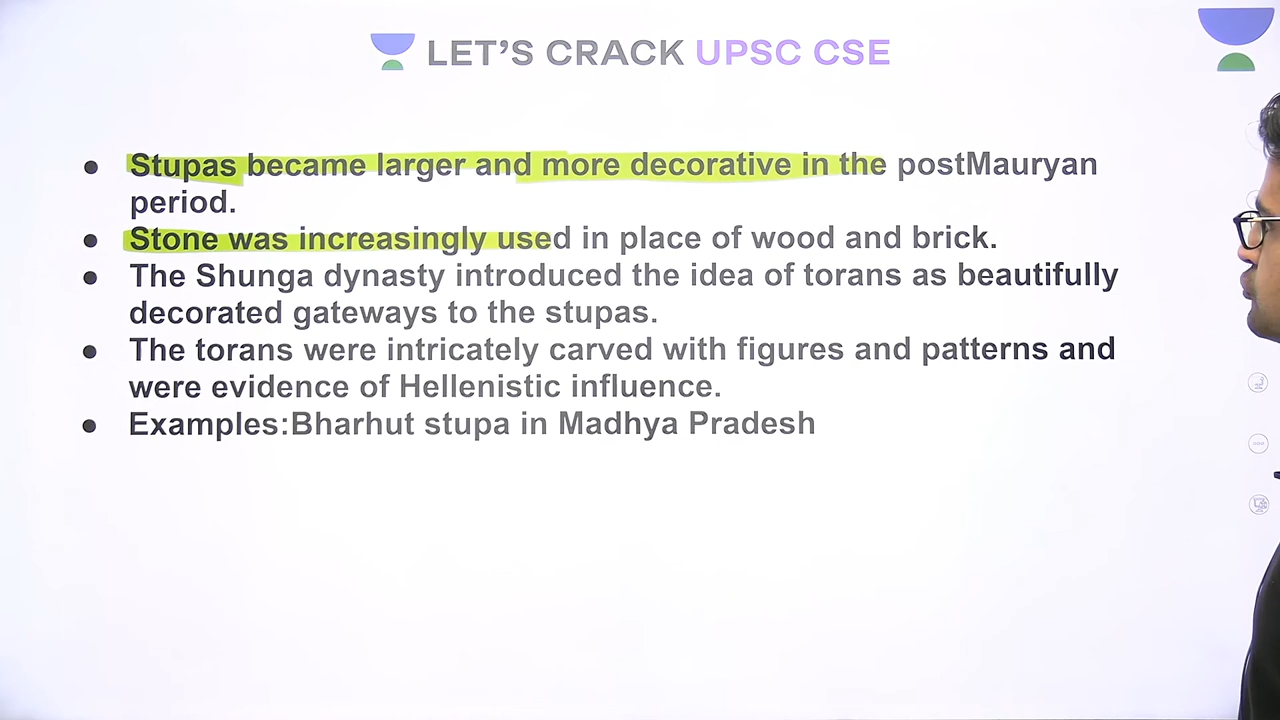 LET'S CRACK UPSC CSE
● Stupas became larger and more decorative in the postMauryan
period.
● Stone was increasingly used in place of wood and brick.
● The Shunga dynasty introduced the idea of torans as beautifully
decorated gateways to the stupas.
● The torans were intricately carved with figures and patterns and
were evidence of Hellenistic influence.
● Examples:Bharhut stupa in Madhya Pradesh